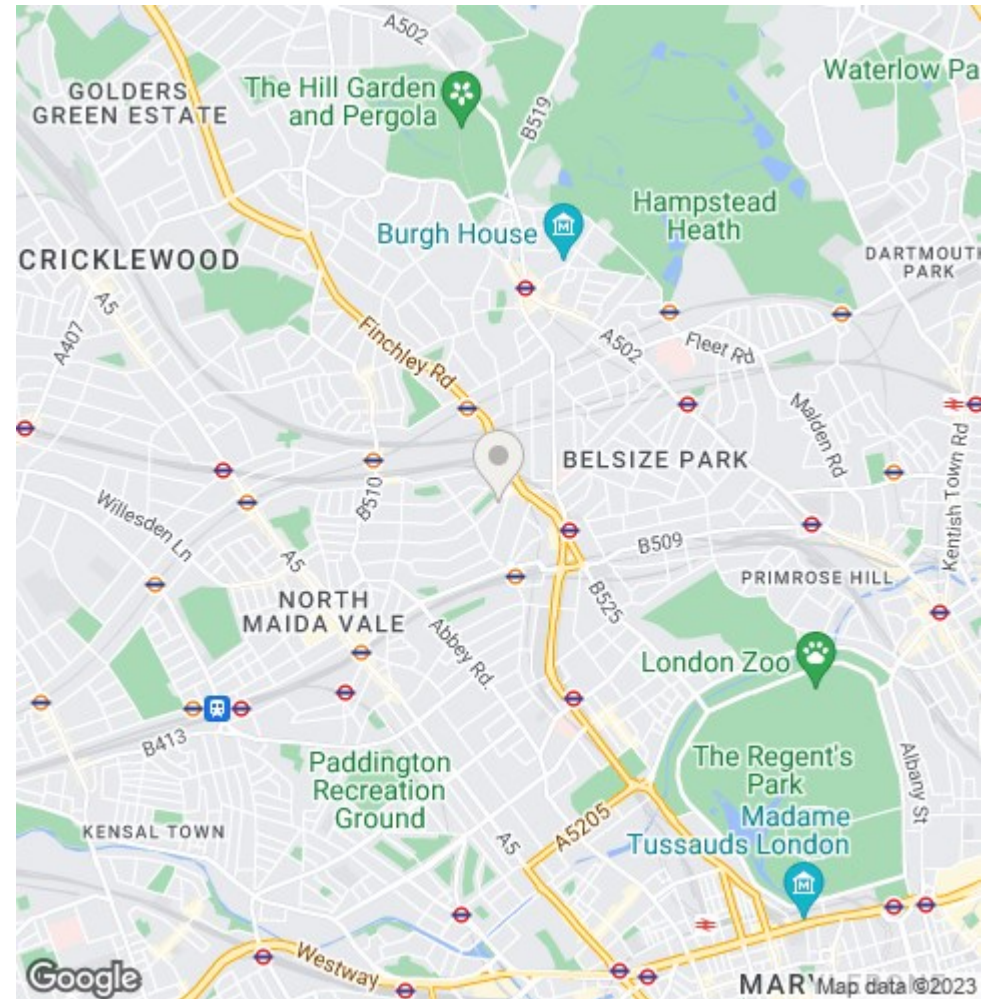 A502
GOLDERS
GREEN ESTATE
The Hill Garden
and Pergola
B519
Waterlow Pa
Hampstead
Heath
Burgh House
CRICKLEWOOD
DARTMOUTH
PARK
A5
A407
A502
Fleet Rd
Finchley Rd
Malden Rd
BELSIZE PARK
B510
Kentish Town Rd
Willesden Ln
A5
B509
PRIMROSE HILL
B525
NORTH
MAIDA VALE
Abbey Rd.
London Zoo
B413
Paddington
Recreation
Ground
The Regent's
Park
Albany St
Madame
Tussauds London
KENSAL TOWN
A5
A5205
Westway
Google
MAR
Map data ©2023